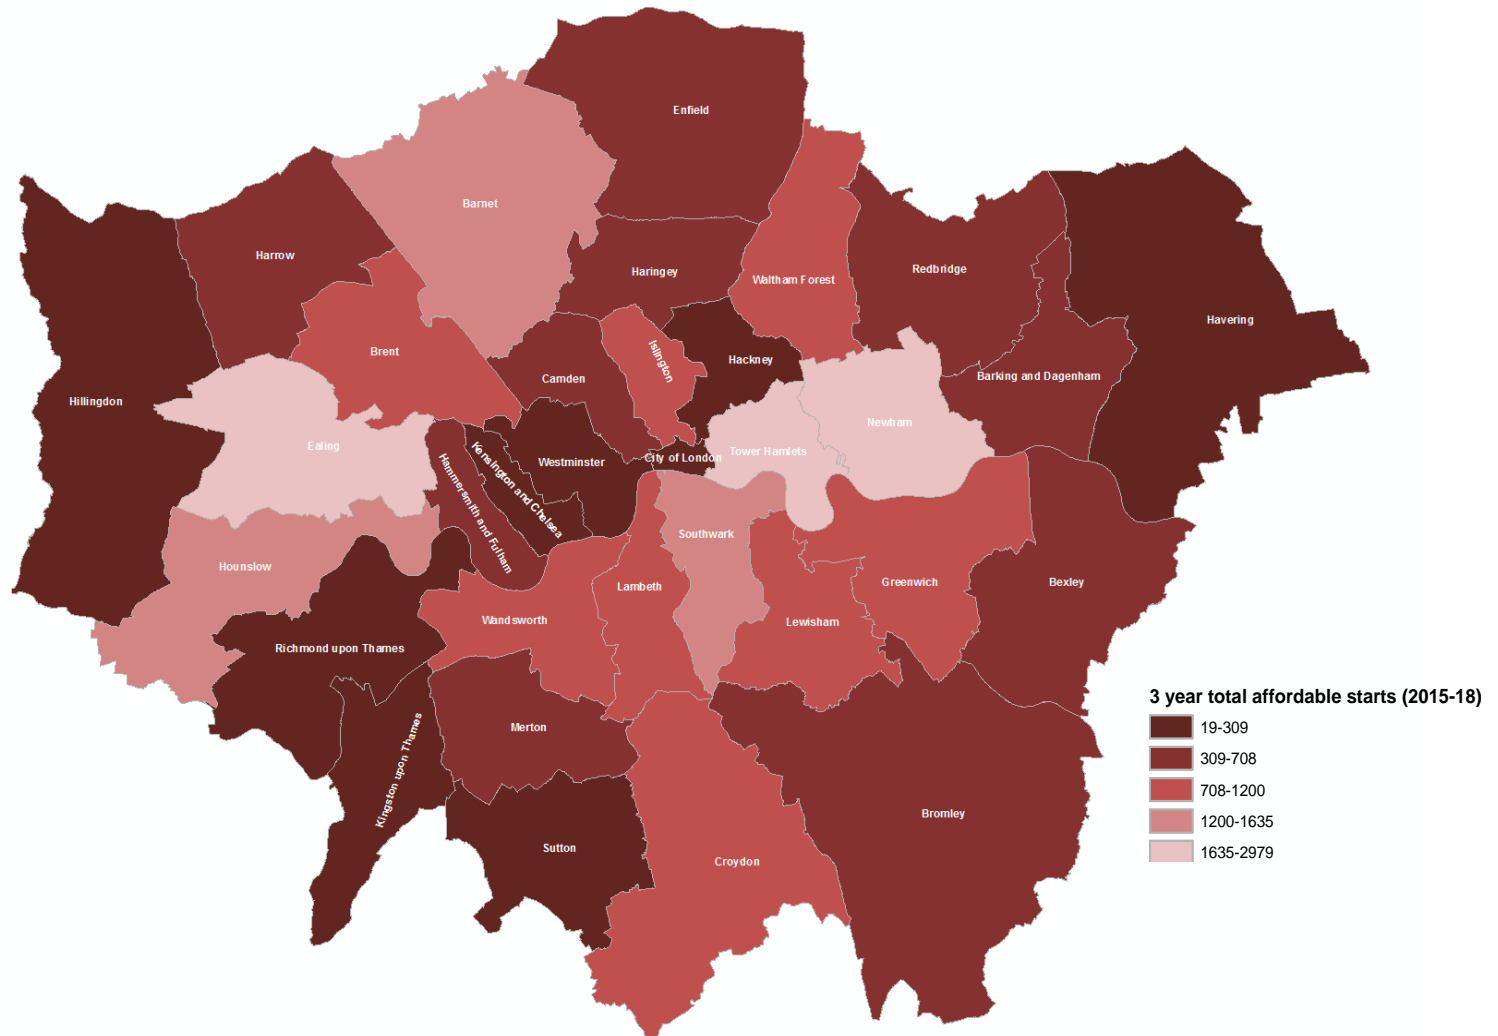 Enfield
Barnet
Harrow
Haringey
Waltham Forest
Redbridge
Havering
Brent
Islington
Hackney
Camden
Barking and Dagenham
Hillingdon
Newham
Ealing
Kensington and Chelsea
Westminster
City of London
Tower Hamlets
Hammersmith and Fulham
Southwark
Hounslow
Lambeth
Greenwich
Bexley
Wandsworth
Lewisham
Richmond upon Thames
Merton
Kingston upon Thames
Bromley
Sutton
Croydon
3 year total affordable starts (2015-18)
19-309
309-708
708-1200
1200-1635
1635-2979